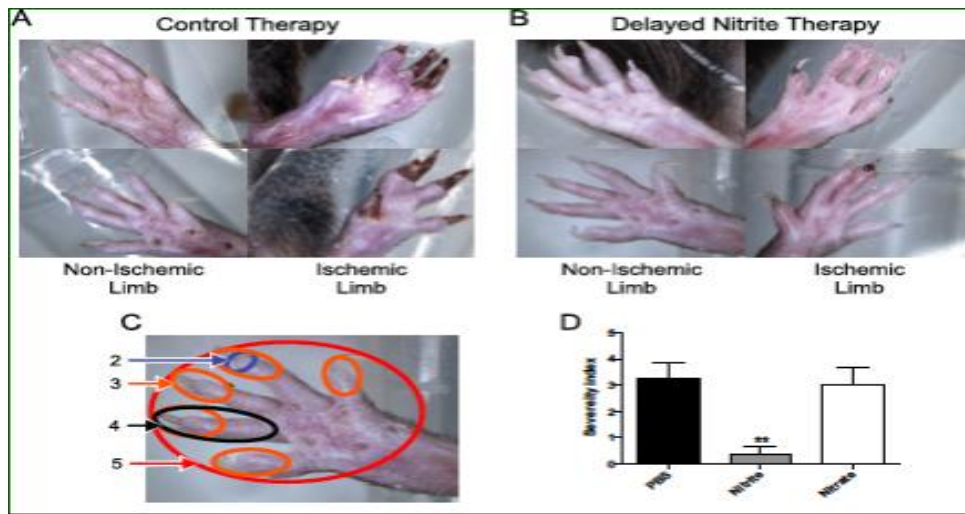 A
Control Therapy
B
Delayed Nitrite Therapy
Non-Ischemic
Limb
Ischemic
Limb
Non-Ischemic
Limb
Ischemic
Limb
C
2
3
4
5
D
Severity Index
5
4
3
2
1
0
**
PBS
Nitrite
Nitrate